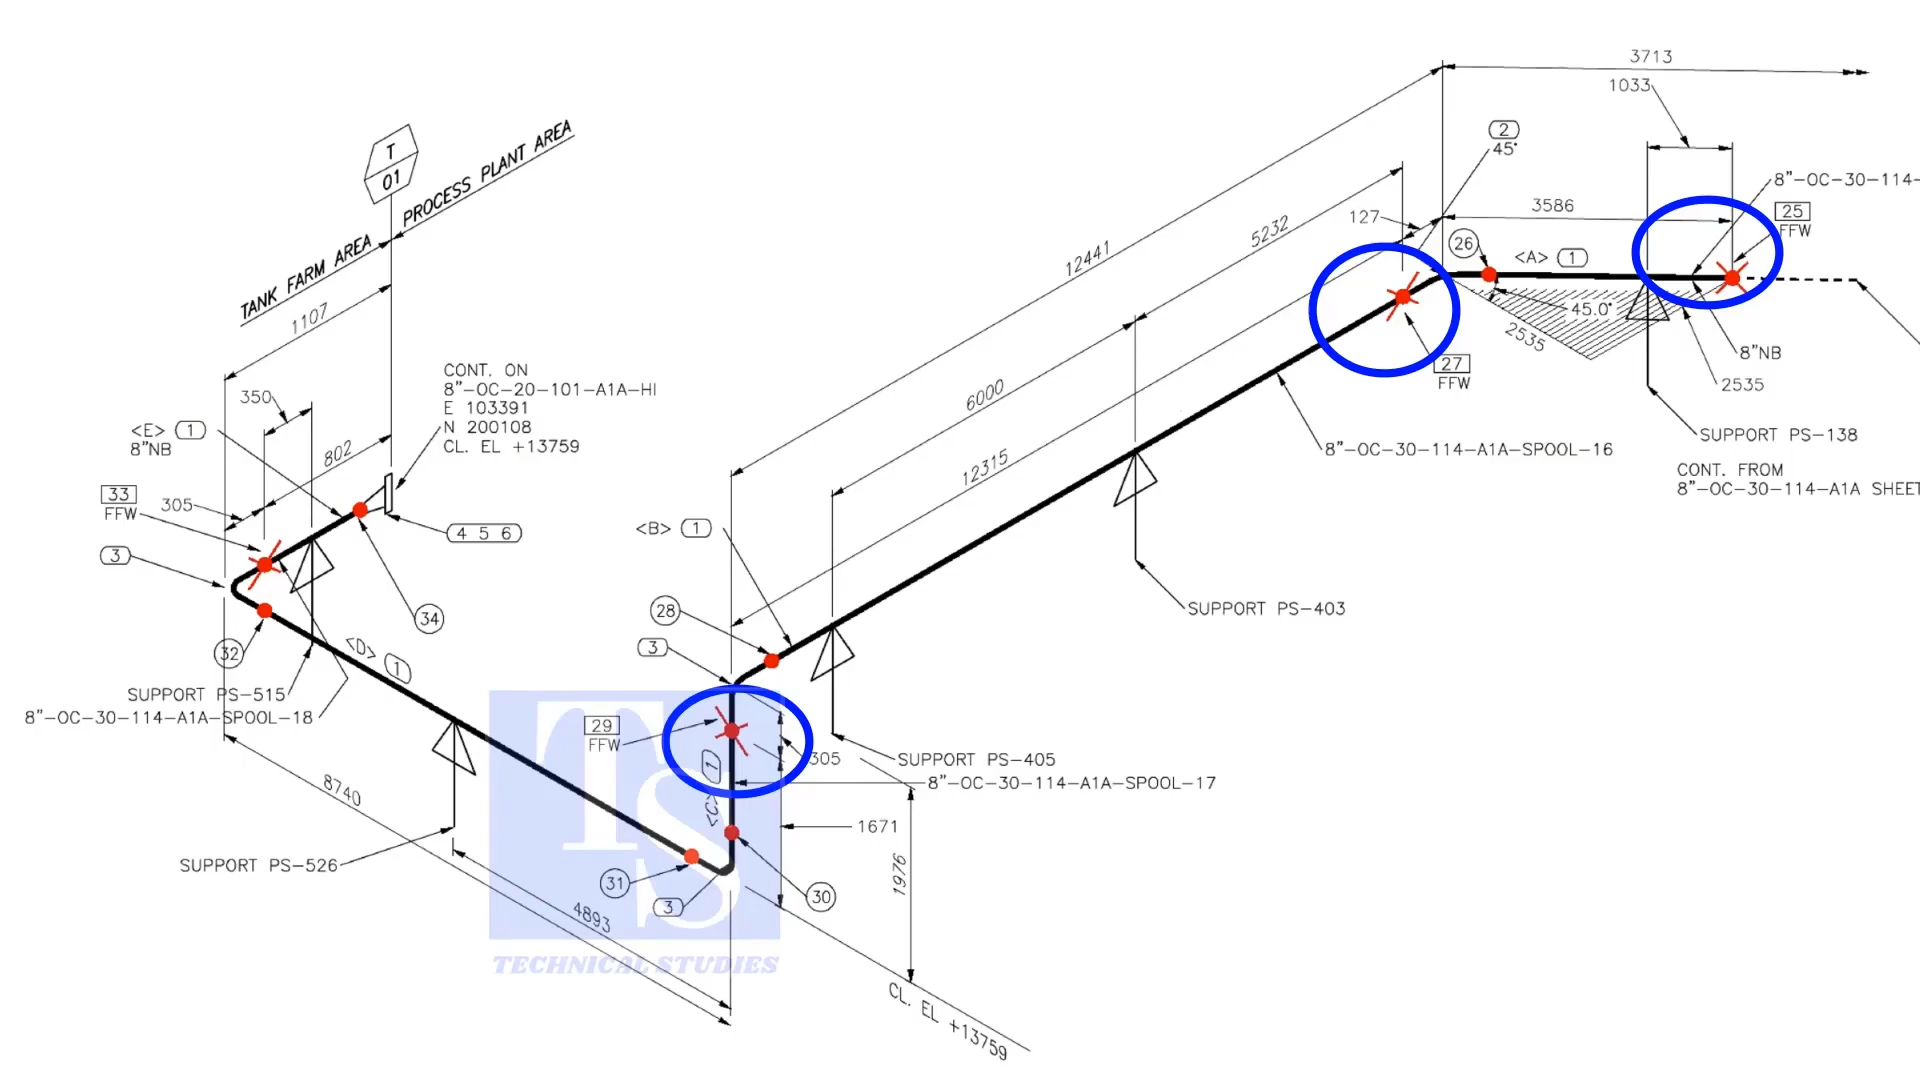 3713
1033
2
45°
8"-OC-30-114-
25
FFW
3586
127
5232
12441
26
<A> 1
45.0°
2535
8"NB
2535
27
FFW
SUPPORT PS-138
CONT. FROM
8"-OC-30-114-A1A SHEET
8"-OC-30-114-A1A-SPOOL-16
6000
12315
SUPPORT PS-403
T
01
PROCESS PLANT AREA
TANK FARM AREA
1107
350
802
CONT. ON
8"-OC-20-101-A1A-HI
E 103391
N 200108
CL. EL +13759
<E> 1
8"NB
33
FFW
305
3
4 5 6
34
32
<D> 1
SUPPORT PS-515
8"-OC-30-114-A1A-SPOOL-18
<B> 1
28
3
29
FFW
<C> 1
305
SUPPORT PS-405
8"-OC-30-114-A1A-SPOOL-17
1671
1976
8740
SUPPORT PS-526
31
3
30
4893
CL. EL +13759
TS
TECHNICAL STUDIES